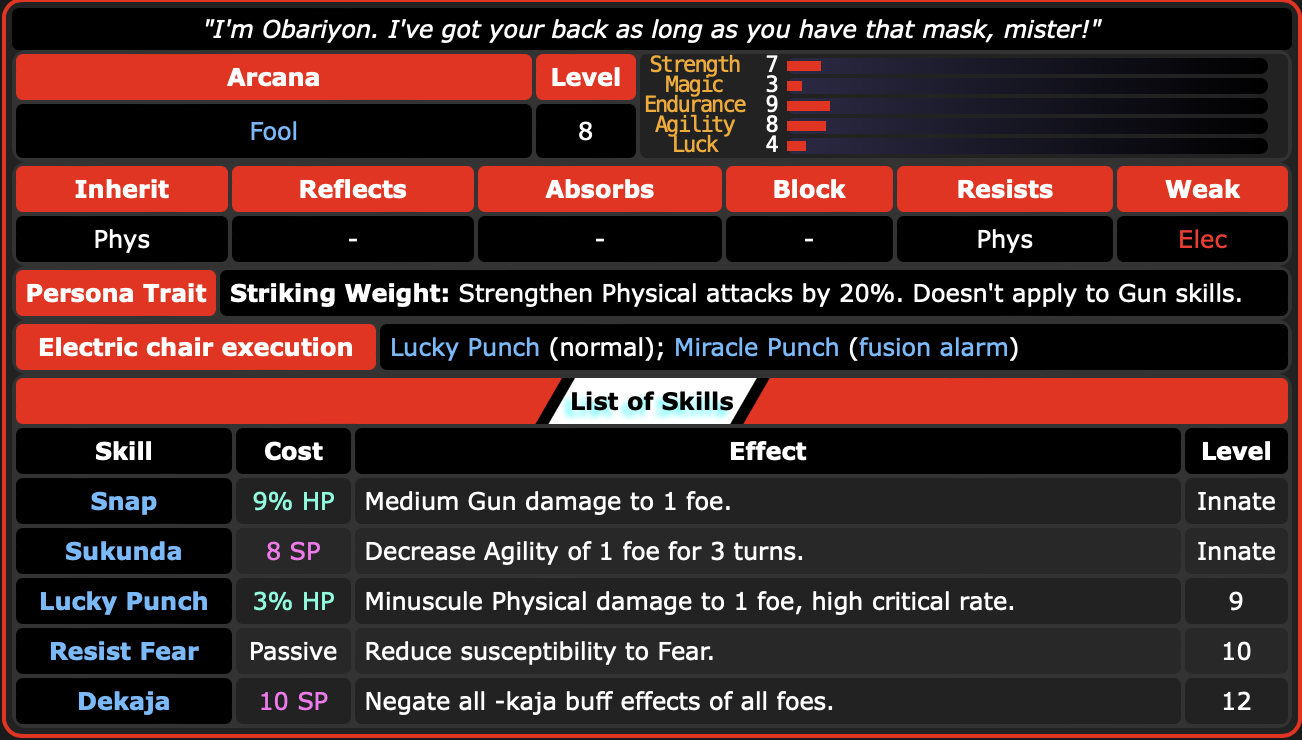 "I'm Obariyon. I've got your back as long as you have that mask, mister!"
Arcana Level
Fool 8
Strength 7
Magic 3
Endurance 9
Agility 8
Luck 4
Inherit Reflects Absorbs Block Resists Weak
Phys - - - Phys Elec
Persona Trait Striking Weight: Strengthen Physical attacks by 20%. Doesn't apply to Gun skills.
Electric chair execution Lucky Punch (normal); Miracle Punch (fusion alarm)
List of Skills
Skill Cost Effect Level
Snap 9% HP Medium Gun damage to 1 foe. Innate
Sukunda 8 SP Decrease Agility of 1 foe for 3 turns. Innate
Lucky Punch 3% HP Minuscule Physical damage to 1 foe, high critical rate. 9
Resist Fear Passive Reduce susceptibility to Fear. 10
Dekaja 10 SP Negate all -kaja buff effects of all foes. 12